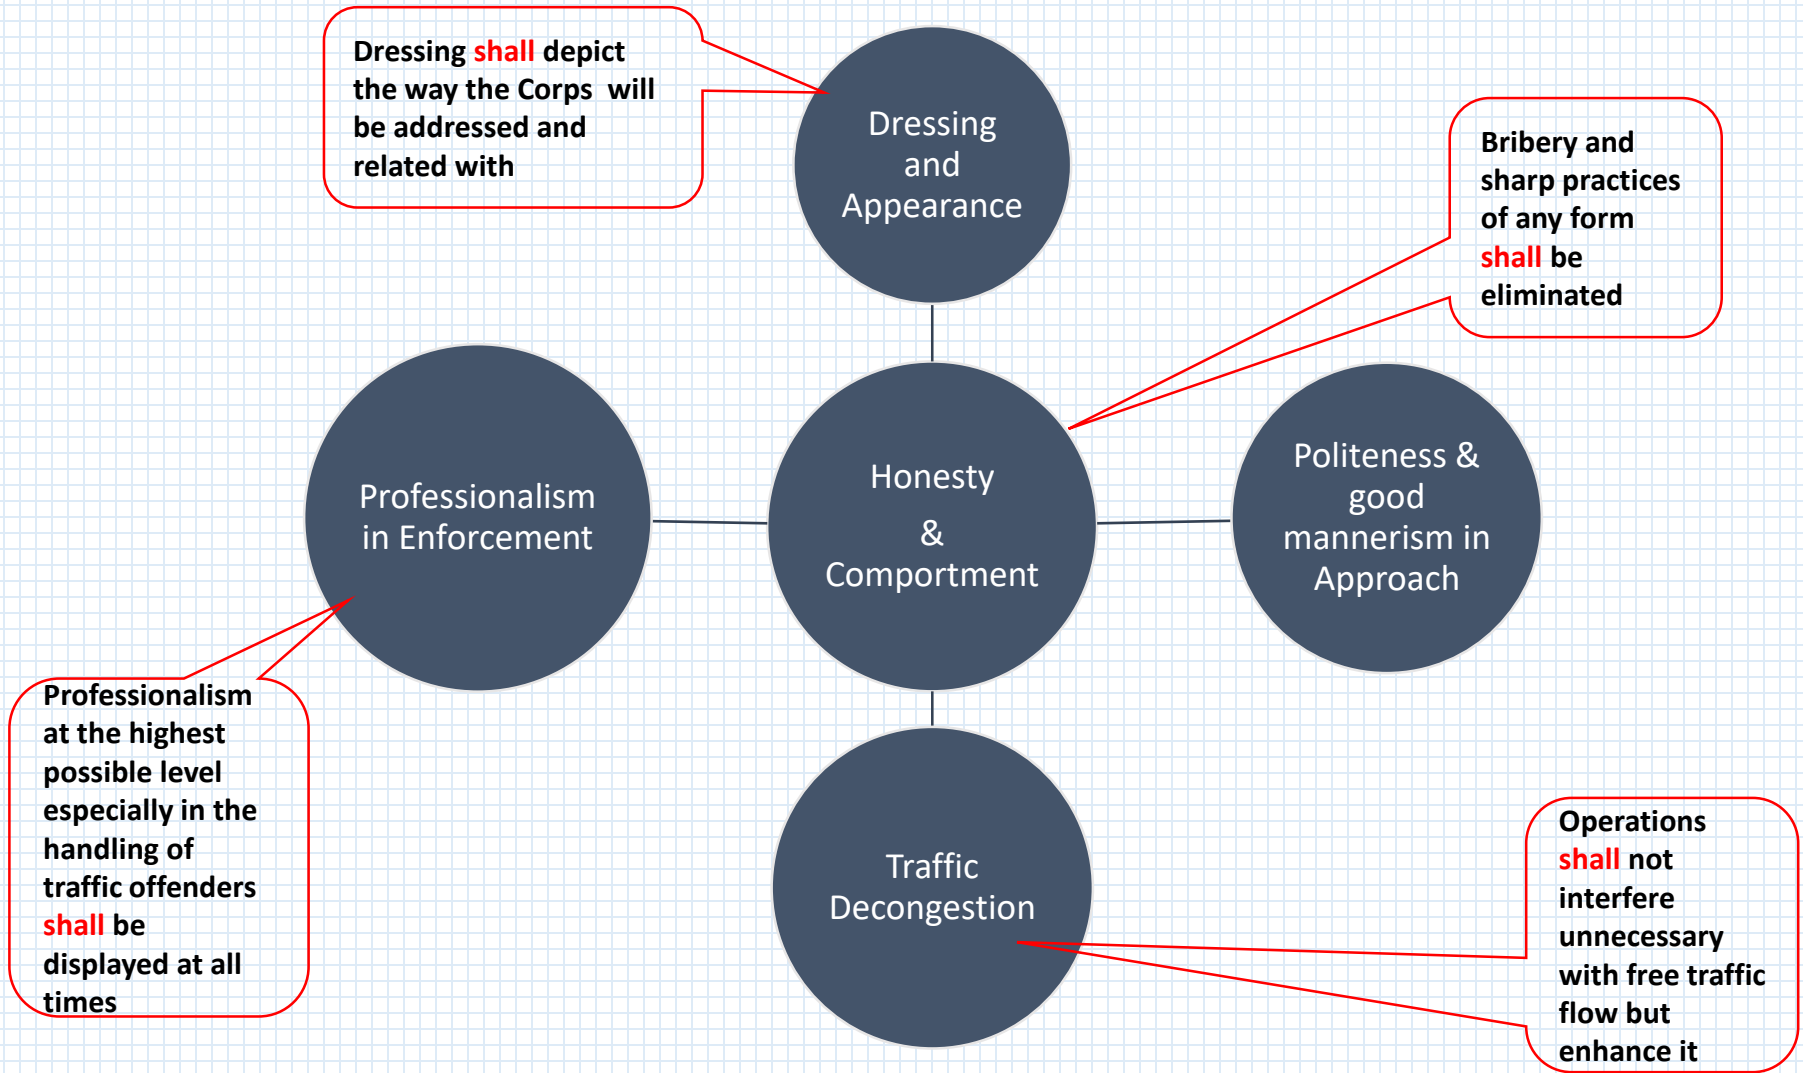 Dressing shall depict
the way the Corps will
be addressed and
related with
Dressing
and
Appearance
Bribery and
sharp practices
of any form
shall be
eliminated
Professionalism
in Enforcement
Honesty
&
Comportment
Politeness &
good
mannerism in
Approach
Professionalism
at the highest
possible level
especially in the
handling of
traffic offenders
shall be
displayed at all
times
Traffic
Decongestion
Operations
shall not
interfere
unnecessary
with free traffic
flow but
enhance it